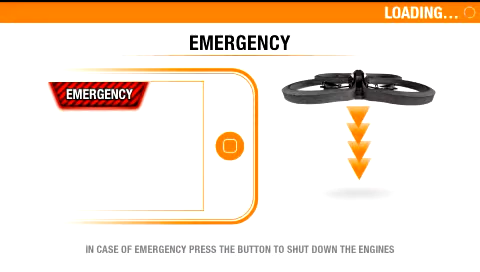 LOADING...
EMERGENCY
EMERGENCY
IN CASE OF EMERGENCY PRESS THE BUTTON TO SHUT DOWN THE ENGINES